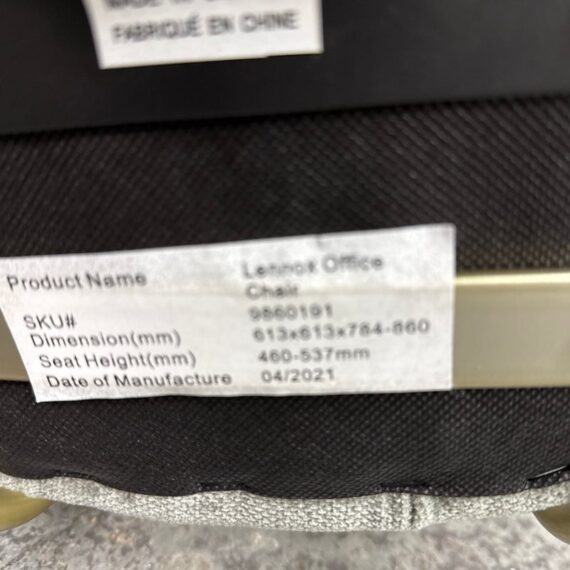 FABRIQUÉ EN CHINE
Product Name Lennox Office
Chair
SKU# 9860191
Dimension(mm) 613x613x784-860
Seat Height(mm) 460-537mm
Date of Manufacture 04/2021